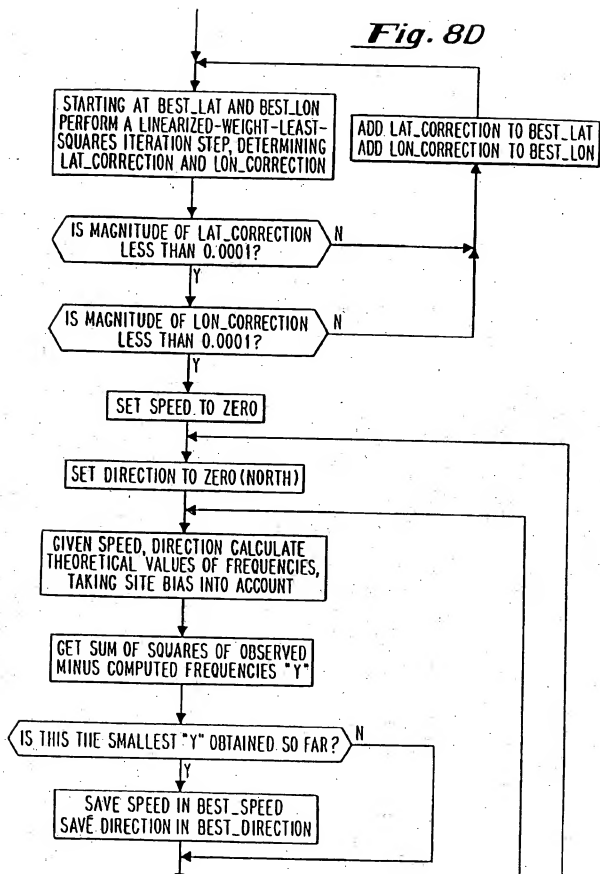 Fig. 8D
STARTING AT BEST_LAT AND BEST_LON
PERFORM A LINEARIZED-WEIGHT-LEAST-
SQUARES ITERATION STEP, DETERMINING
LAT_CORRECTION AND LON_CORRECTION
ADD LAT_CORRECTION TO BEST_LAT
ADD LON_CORRECTION TO BEST_LON
IS MAGNITUDE OF LAT_CORRECTION
LESS THAN 0.0001?
N
Y
IS MAGNITUDE OF LON_CORRECTION
LESS THAN 0.0001?
N
Y
SET SPEED TO ZERO
SET DIRECTION TO ZERO (NORTH)
GIVEN SPEED, DIRECTION CALCULATE
THEORETICAL VALUES OF FREQUENCIES,
TAKING SITE BIAS INTO ACCOUNT
GET SUM OF SQUARES OF OBSERVED
MINUS COMPUTED FREQUENCIES "Y"
IS THIS THE SMALLEST "Y" OBTAINED SO FAR?
N
Y
SAVE SPEED IN BEST_SPEED
SAVE DIRECTION IN BEST_DIRECTION